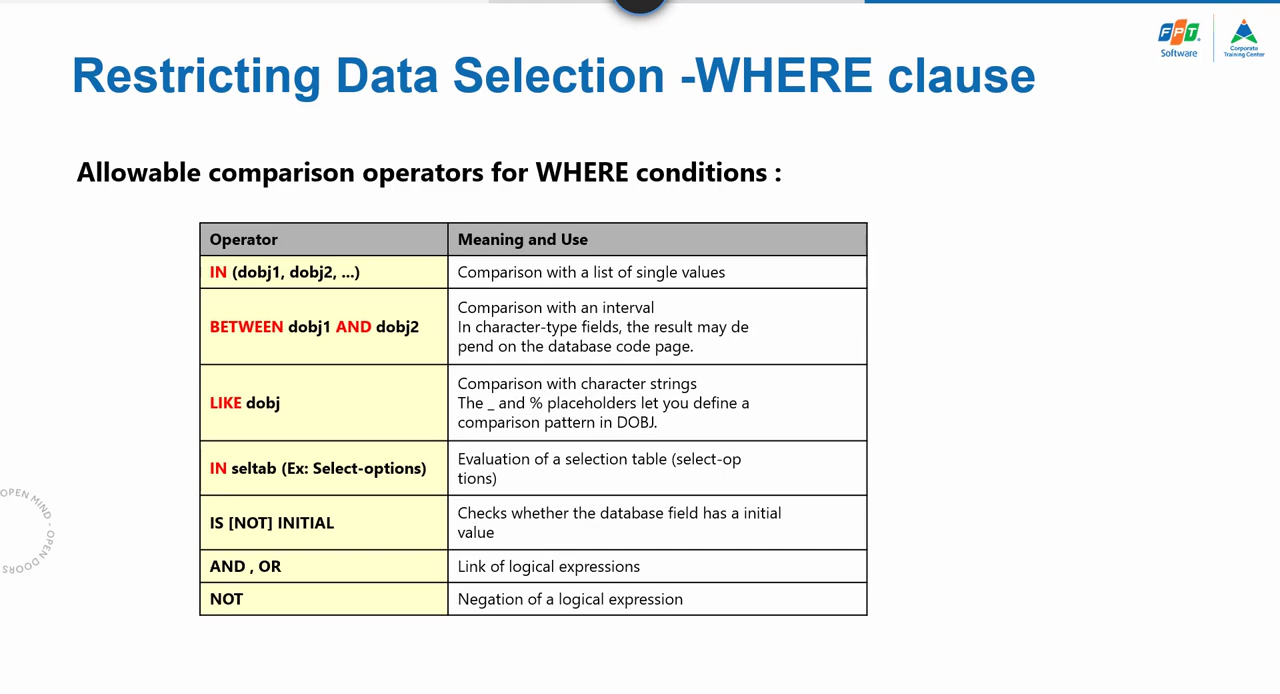 FPT
Software
Corporate
Training Center
Restricting Data Selection -WHERE clause
Allowable comparison operators for WHERE conditions :
Operator
Meaning and Use
IN (dobj1, dobj2, ...)
Comparison with a list of single values
BETWEEN dobj1 AND dobj2
Comparison with an interval
In character-type fields, the result may de
pend on the database code page.
LIKE dobj
Comparison with character strings
The _ and % placeholders let you define a
comparison pattern in DOBJ.
IN seltab (Ex: Select-options)
Evaluation of a selection table (select-op
tions)
IS [NOT] INITIAL
Checks whether the database field has a initial
value
AND , OR
Link of logical expressions
NOT
Negation of a logical expression
OPEN MIND - OPEN DOORS